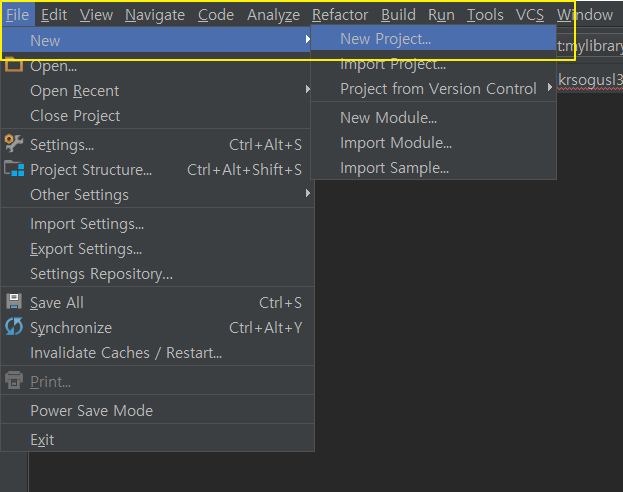 File Edit View Navigate Code Analyze Refactor Build Run Tools VCS Window
New
New Project...
t:mylibrary
Open...
Import Project...
krsogusl3
Open Recent
Project from Version Control
Close Project
New Module...
Settings... Ctrl+Alt+S
Import Module...
Project Structure... Ctrl+Alt+Shift+S
Import Sample...
Other Settings
Import Settings...
Export Settings...
Settings Repository...
Save All Ctrl+S
Synchronize Ctrl+Alt+Y
Invalidate Caches / Restart...
Print...
Power Save Mode
Exit